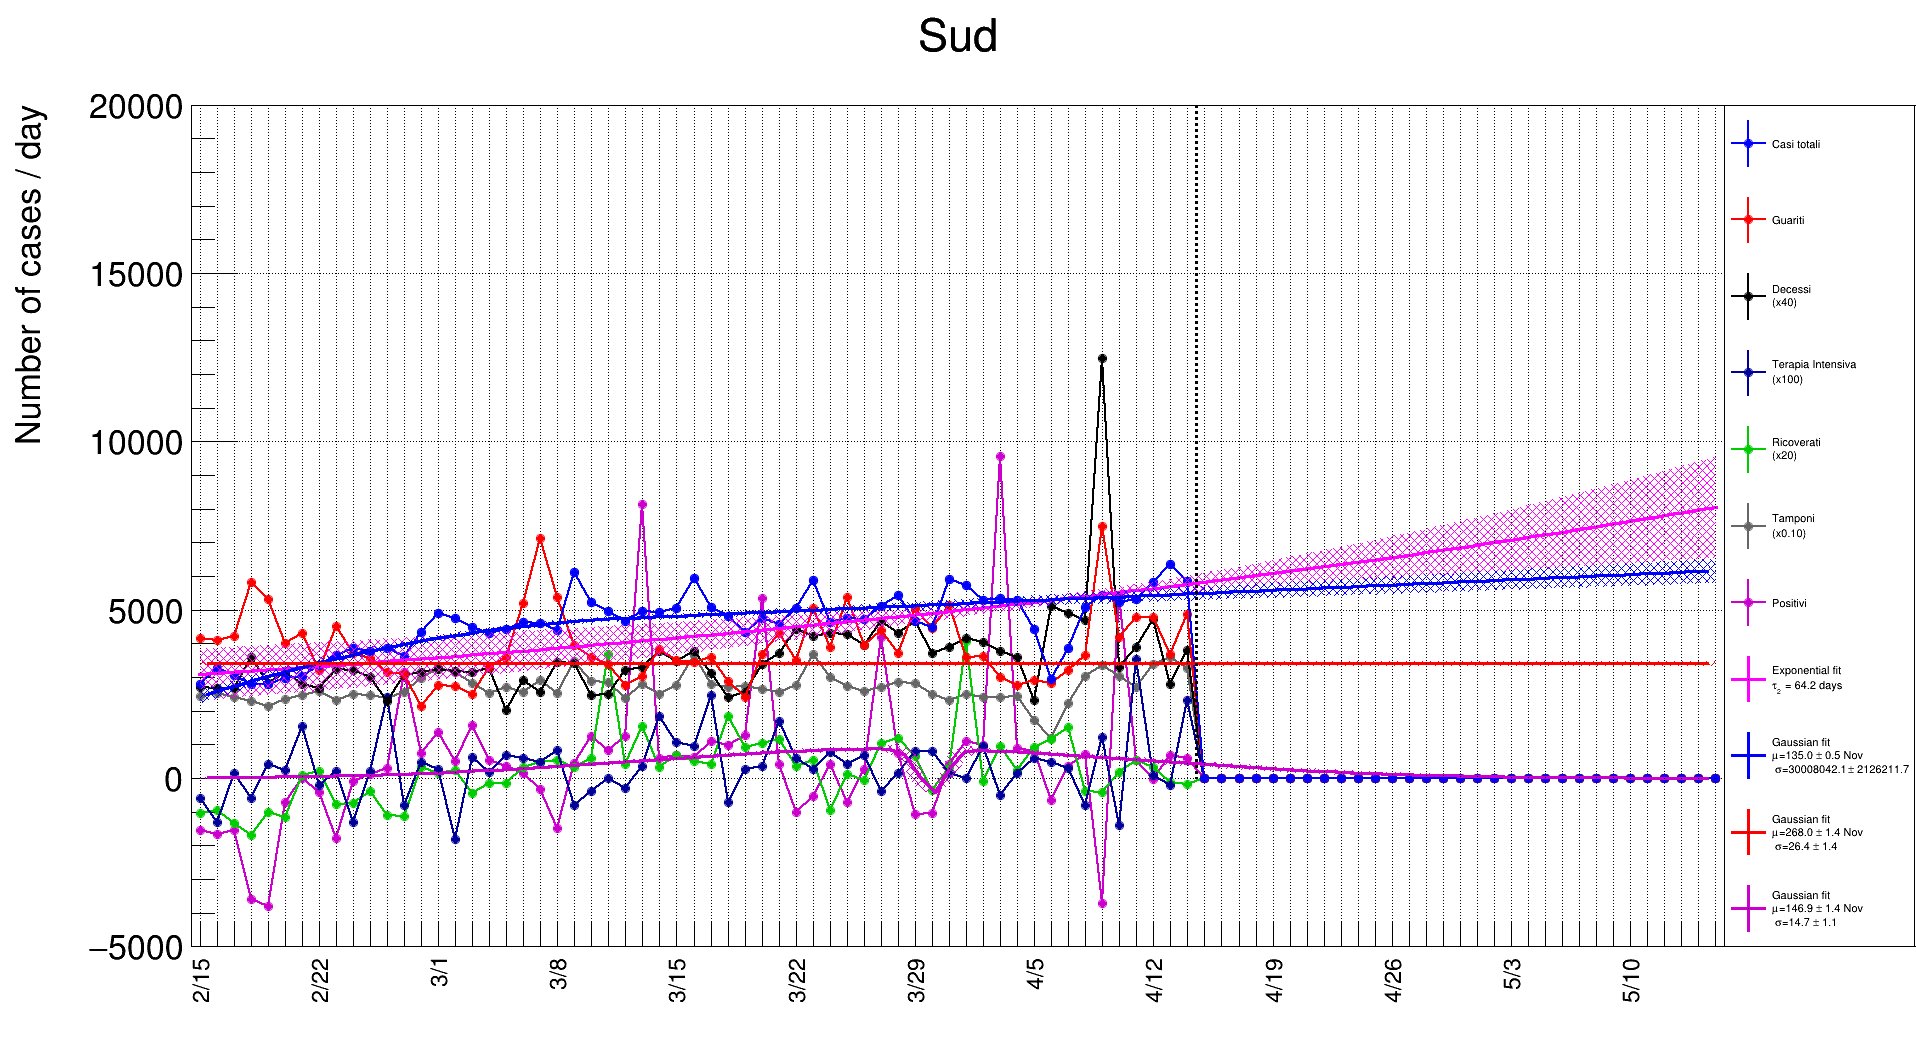 Sud
Number of cases / day
20000
15000
10000
5000
0
−5000
2/15
2/22
3/1
3/8
3/15
3/22
3/29
4/5
4/12
4/19
4/26
5/3
5/10
Casi totali
Guariti
Decessi
(x40)
Terapia Intensiva
(x100)
Ricoverati
(x20)
Tamponi
(x0.10)
Positivi
Exponential fit
τ₂ = 64.2 days
Gaussian fit
μ=135.0 ± 0.5 Nov
σ=30008042.1 ± 2126211.7
Gaussian fit
μ=268.0 ± 1.4 Nov
σ=26.4 ± 1.4
Gaussian fit
μ=146.9 ± 1.4 Nov
σ=14.7 ± 1.1